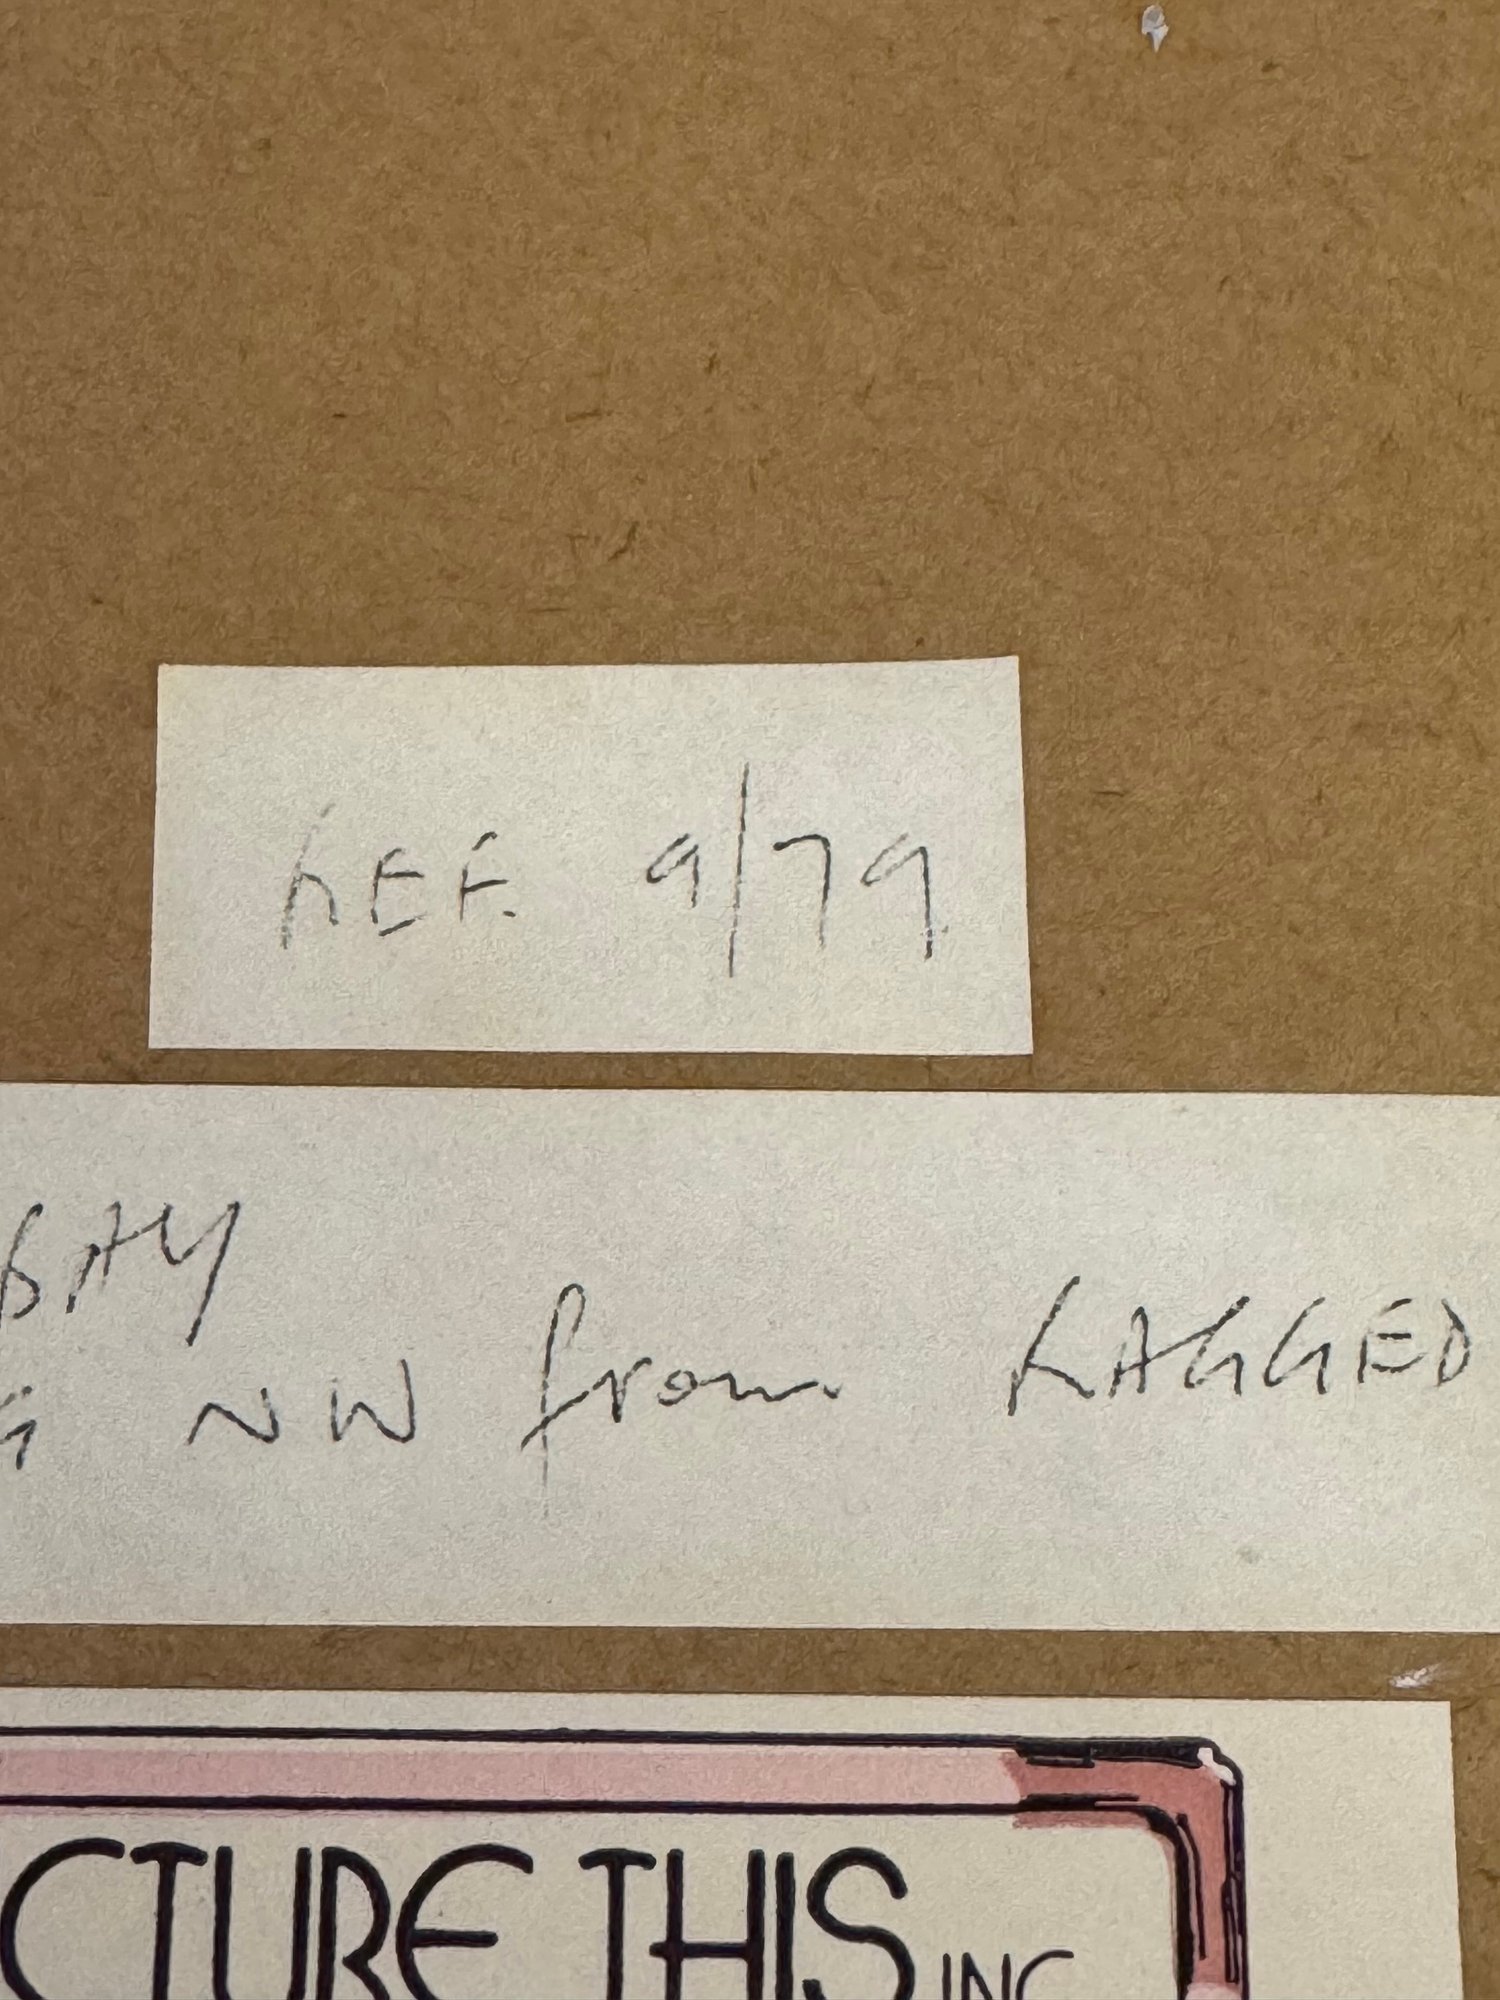 REF. 9/79
BAY
G NW from RAGGED
CTURE THIS INC